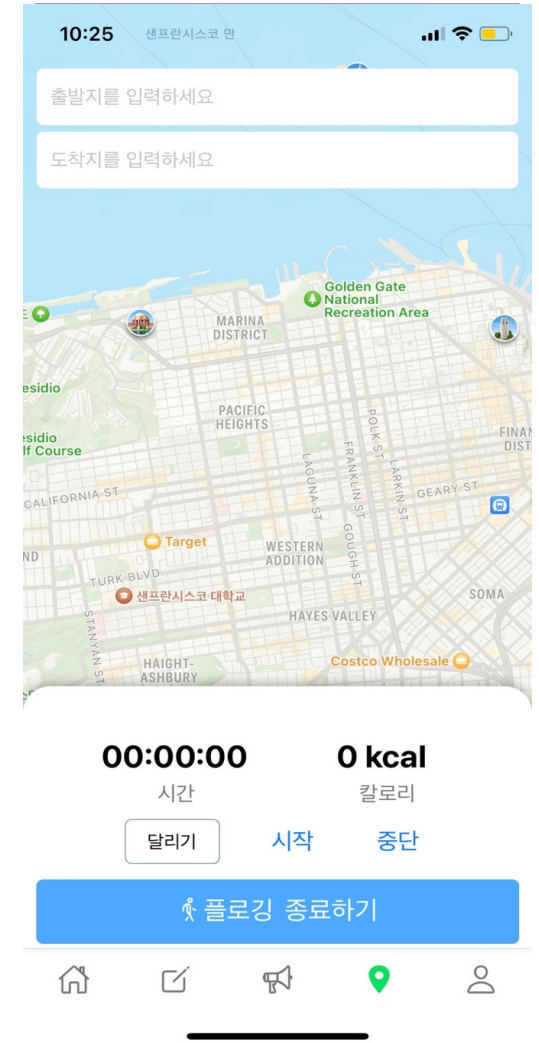 10:25
샌프란시스코 만
출발지를 입력하세요
도착지를 입력하세요
Golden Gate
National
Recreation Area
MARINA
DISTRICT
esidio
PACIFIC
HEIGHTS
esidio
lf Course
POLK ST
FINAN
DIST
FRANKLIN ST
LARKIN ST
LAGUNA ST
GEARY ST
CALIFORNIA ST
Target
WESTERN
ADDITION
GOUGH ST
ND
TURK BLVD
샌프란시스코 대학교
SOMA
HAYES VALLEY
STANYAN ST
HAIGHT-
ASHBURY
Costco Wholesale
00:00:00
0 kcal
시간
칼로리
달리기
시작
중단
플로깅 종료하기